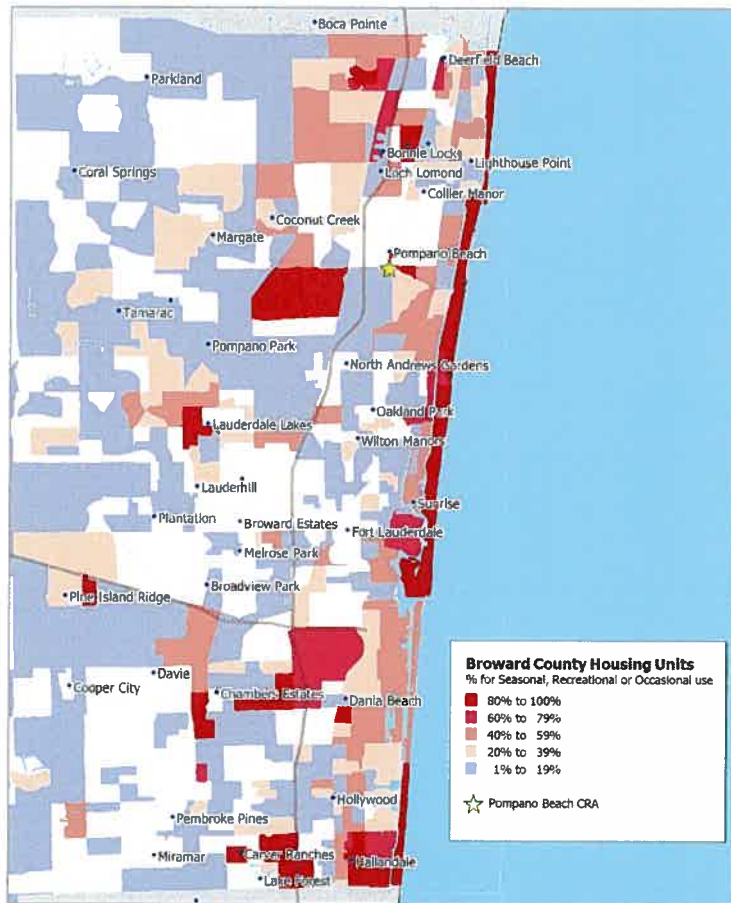 Boca Pointe
Deerfield Beach
Parkland
Bonnie Lock
Lighthouse Point
Coral Springs
Loch Lomond
Collier Manor
Coconut Creek
Margate
Pompano Beach
Tamarac
Pompano Park
North Andrews Gardens
Oakland Park
Lauderdale Lakes
Wilton Manors
Lauderhill
Sunrise
Plantation
Broward Estates
Fort Lauderdale
Melrose Park
Broadview Park
Pine Island Ridge
Davie
Cooper City
Chambers Estates
Dania Beach
Hollywood
Pembroke Pines
Miramar
Carver Ranches
Hallandale
Lake Forest
Broward County Housing Units
% for Seasonal, Recreational or Occasional use
80% to 100%
60% to 79%
40% to 59%
20% to 39%
1% to 19%
Pompano Beach CRA